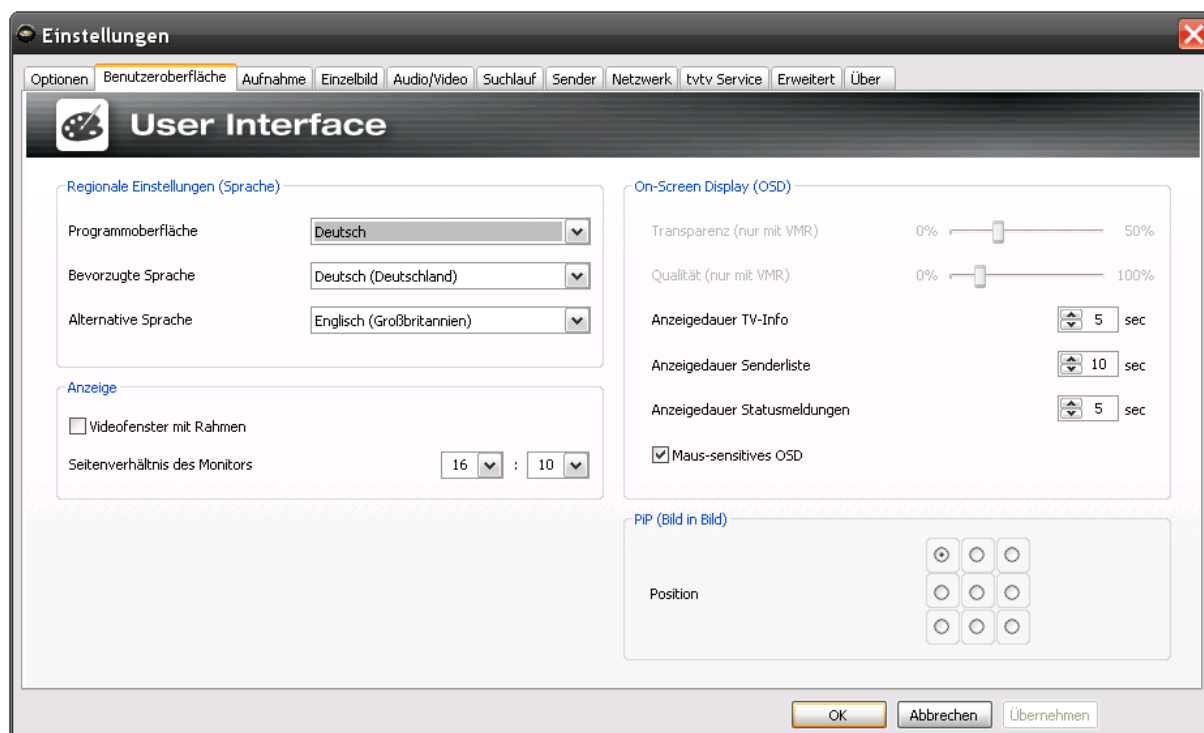 Einstellungen
Optionen Benutzeroberfläche Aufnahme Einzelbild Audio/Video Suchlauf Sender Netzwerk tvtv Service Erweitert Über
User Interface
Regionale Einstellungen (Sprache)
Programmoberfläche Deutsch
Bevorzugte Sprache Deutsch (Deutschland)
Alternative Sprache Englisch (Großbritannien)
Anzeige
Videofenster mit Rahmen
Seitenverhältnis des Monitors 16 : 10
On-Screen Display (OSD)
Transparenz (nur mit VMR) 0% 50%
Qualität (nur mit VMR) 0% 100%
Anzeigedauer TV-Info 5 sec
Anzeigedauer Senderliste 10 sec
Anzeigedauer Statusmeldungen 5 sec
Maus-sensitives OSD
PiP (Bild in Bild)
Position
OK Abbrechen Übernehmen